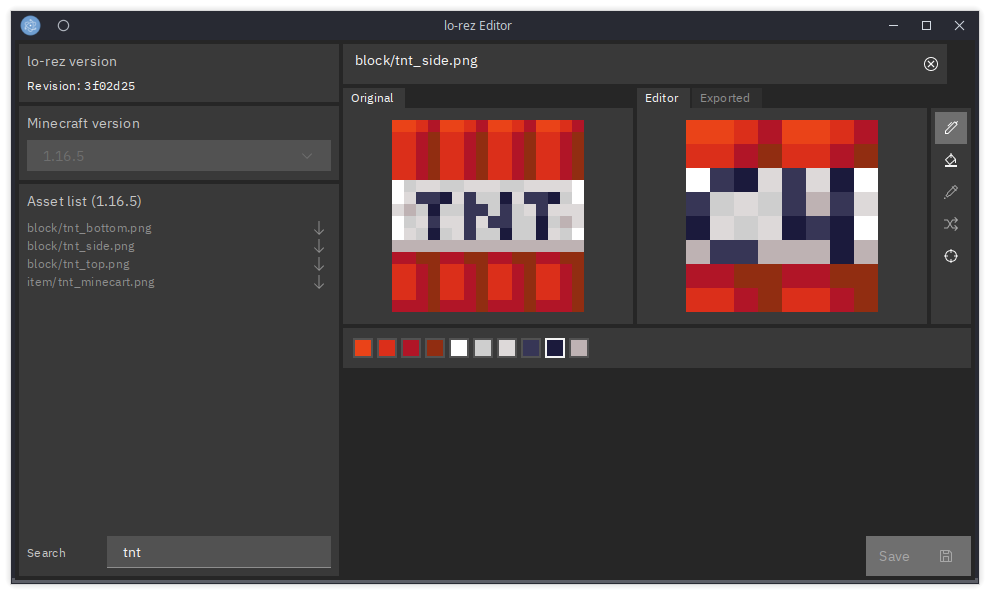 lo-rez Editor
lo-rez version
Revision: 3f02d25
Minecraft version
1.16.5
Asset list (1.16.5)
block/tnt_bottom.png
block/tnt_side.png
block/tnt_top.png
item/tnt_minecart.png
Search
tnt
block/tnt_side.png
Original
TNT
Editor
Exported
Save